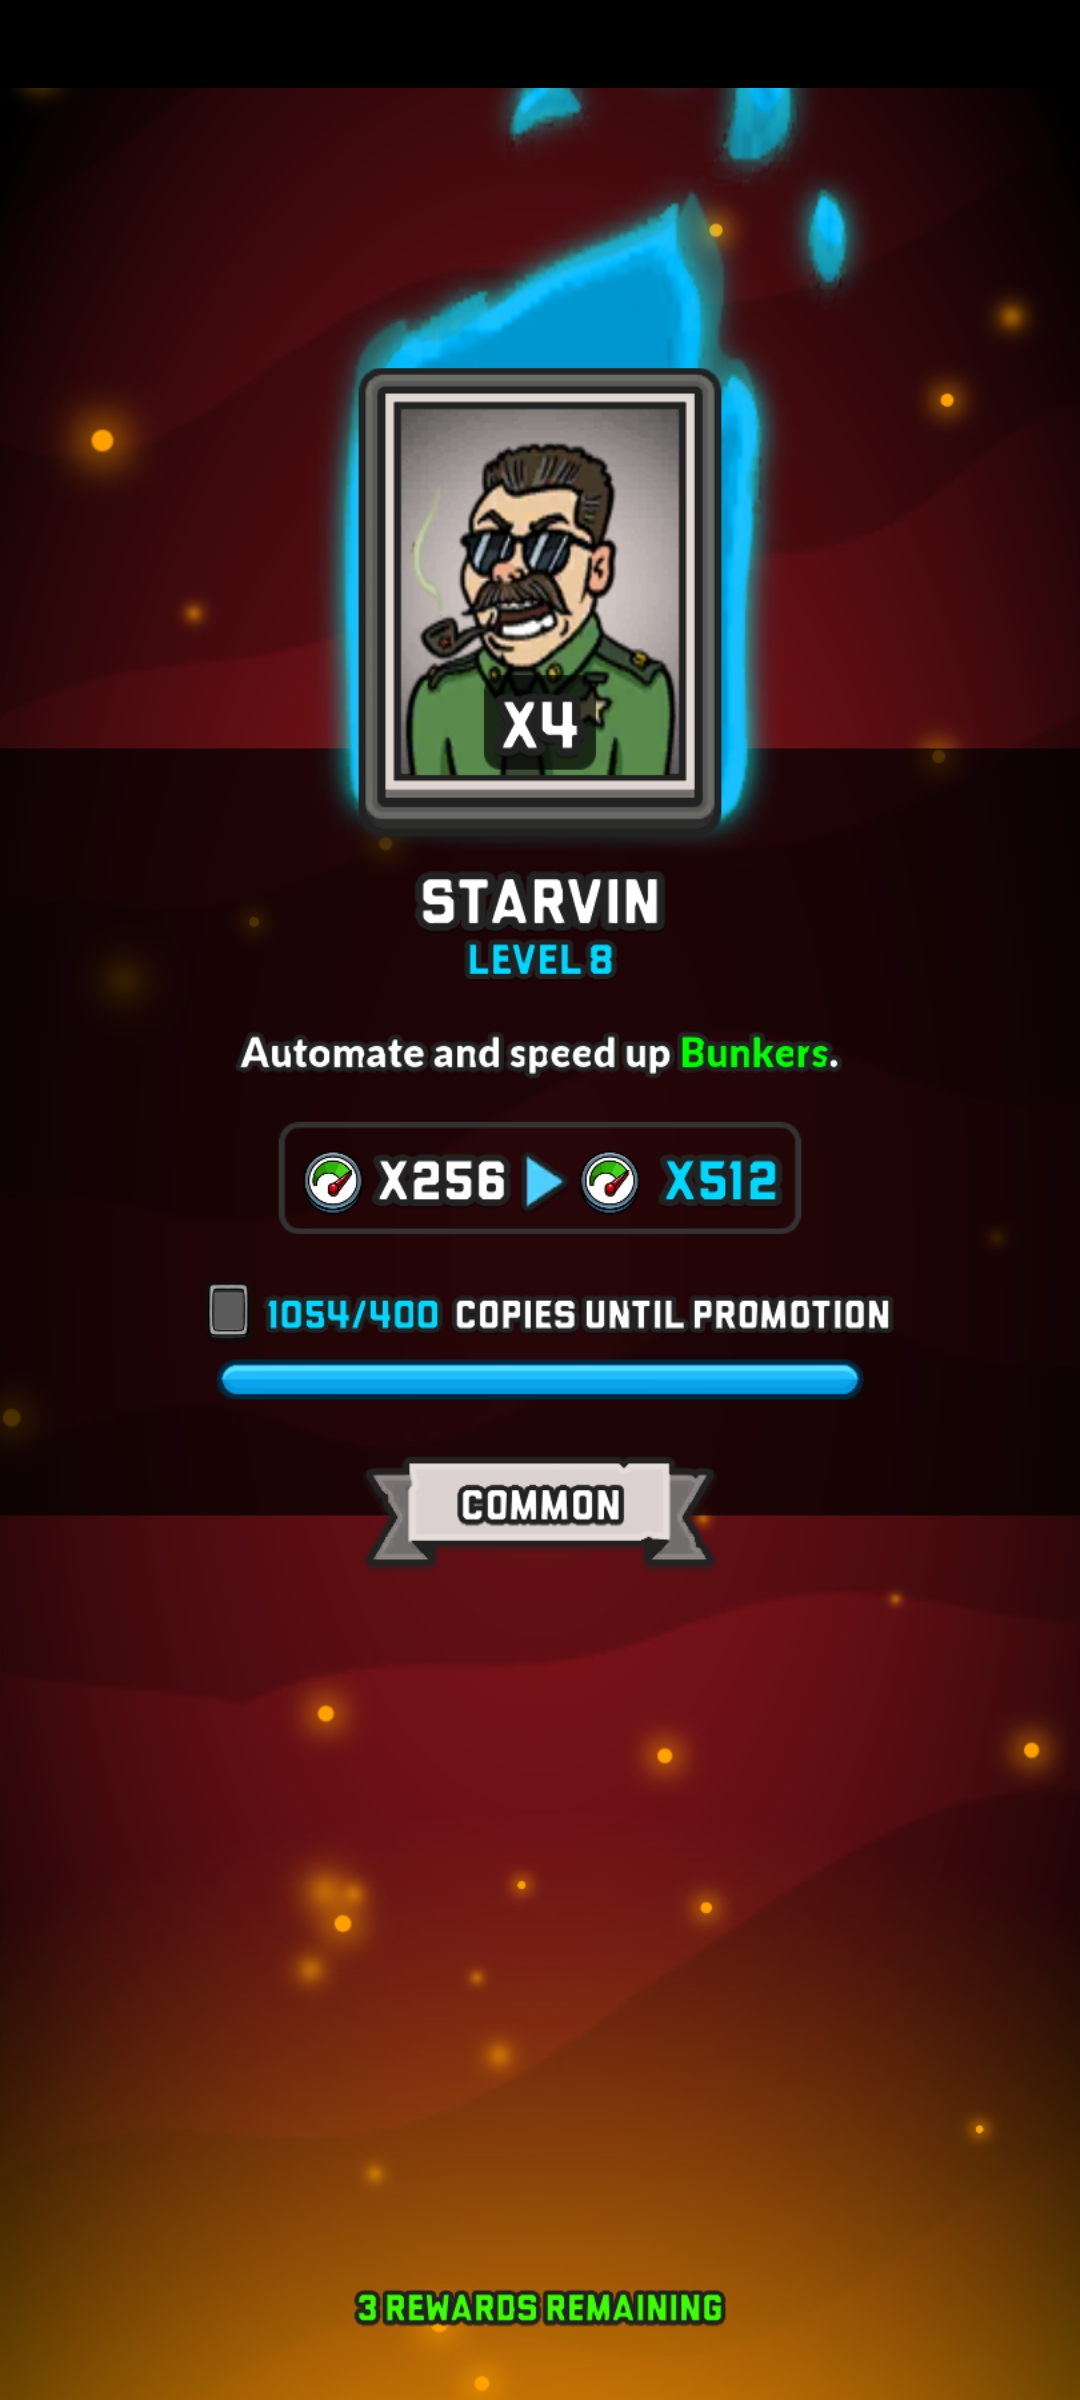 X4
STARVIN
LEVEL 8
Automate and speed up Bunkers.
X256 X512
1054/400 COPIES UNTIL PROMOTION
COMMON
3 REWARDS REMAINING